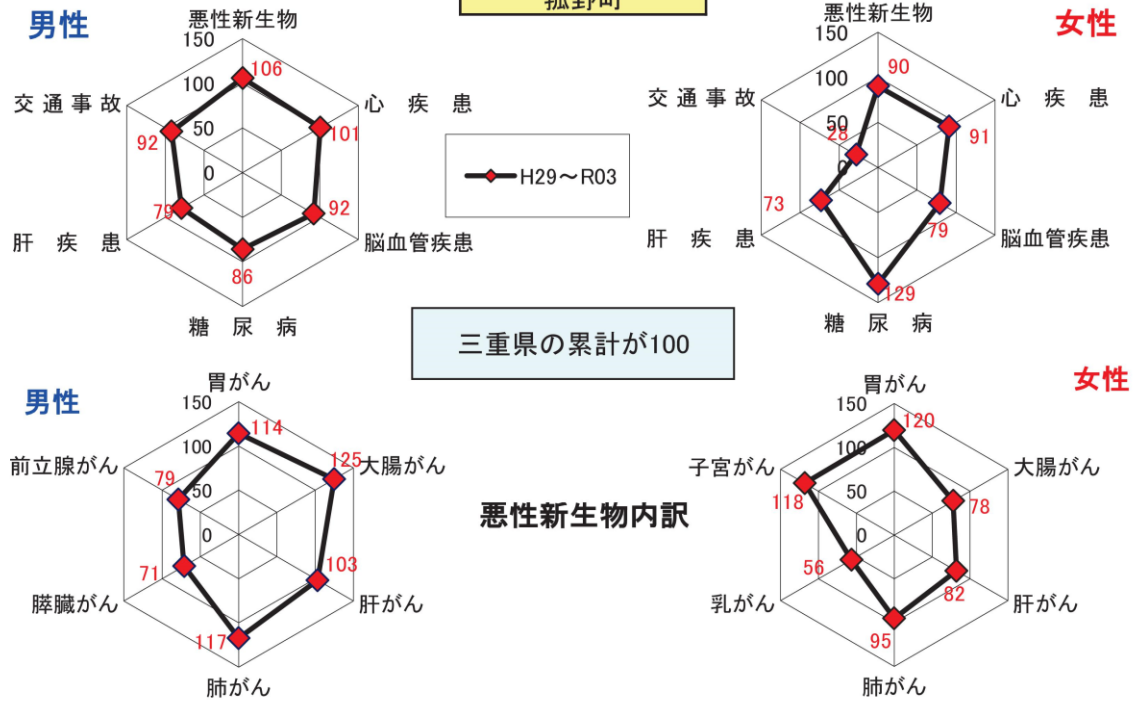 菰野町
男性
悪性新生物
150
100
50
0
106
心疾患
101
脳血管疾患
92
糖尿病
86
肝疾患
79
交通事故
92
H29～R03
女性
悪性新生物
150
100
50
0
90
心疾患
91
脳血管疾患
79
糖尿病
129
肝疾患
73
交通事故
28
三重県の累計が100
男性
胃がん
150
100
50
0
114
大腸がん
125
肝がん
103
肺がん
117
膵臓がん
71
前立腺がん
79
悪性新生物内訳
女性
胃がん
150
100
50
0
120
大腸がん
78
肝がん
82
肺がん
95
乳がん
56
子宮がん
118